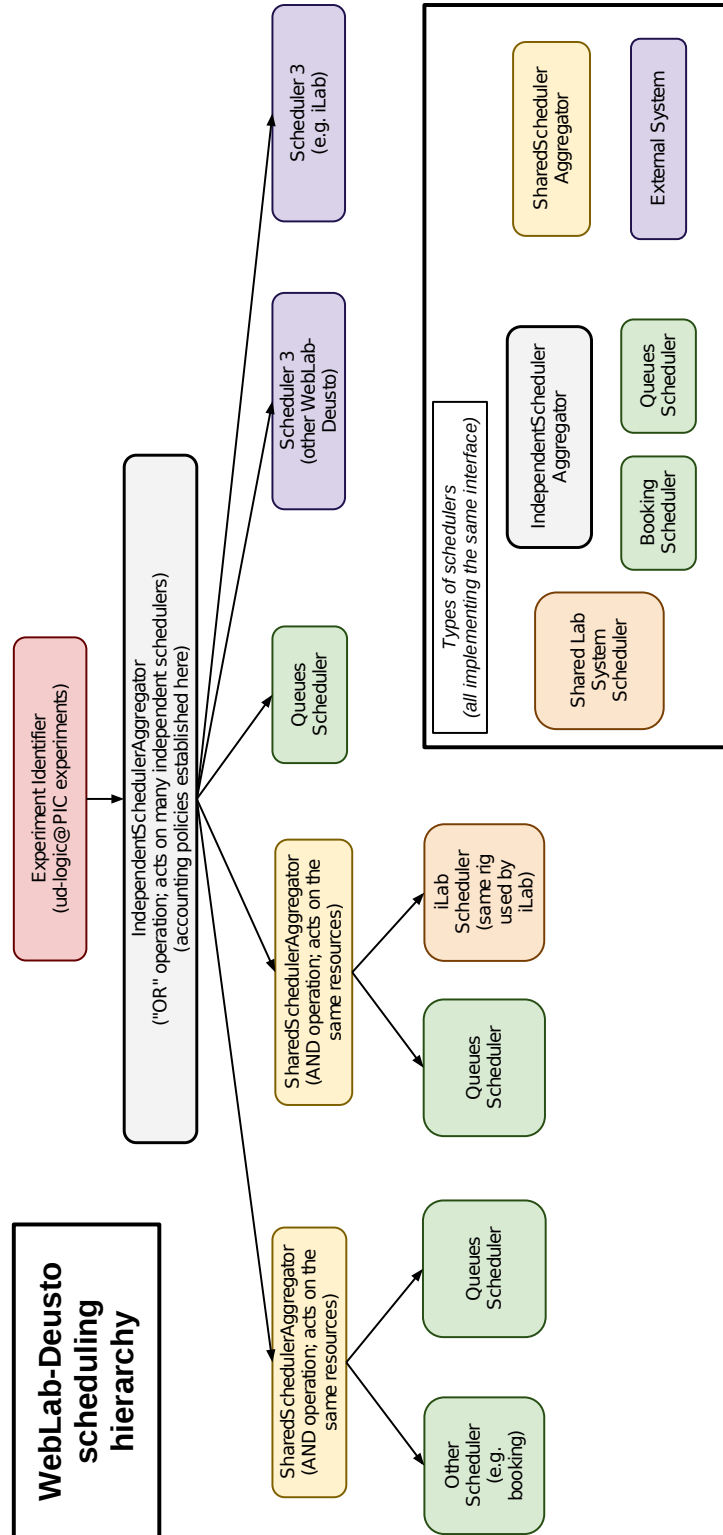 WebLab-Deusto
scheduling
hierarchy
Experiment Identifier
(ud-logic@PIC experiments)
IndependentSchedulerAggregator
("OR" operation; acts on many independent schedulers)
(accounting policies established here)
SharedSchedulerAggregator
(AND operation; acts on the
same resources)
SharedSchedulerAggregator
(AND operation; acts on the
same resources)
Queues
Scheduler
Scheduler 3
(other WebLab-
Deusto)
Scheduler 3
(e.g. iLab)
Other
Scheduler
(e.g.
booking)
Queues
Scheduler
Queues
Scheduler
iLab
Scheduler
(same rig
used by
iLab)
Types of schedulers
(all implementing the same interface)
Shared Lab
System
Scheduler
IndependentScheduler
Aggregator
SharedScheduler
Aggregator
Booking
Scheduler
Queues
Scheduler
External System